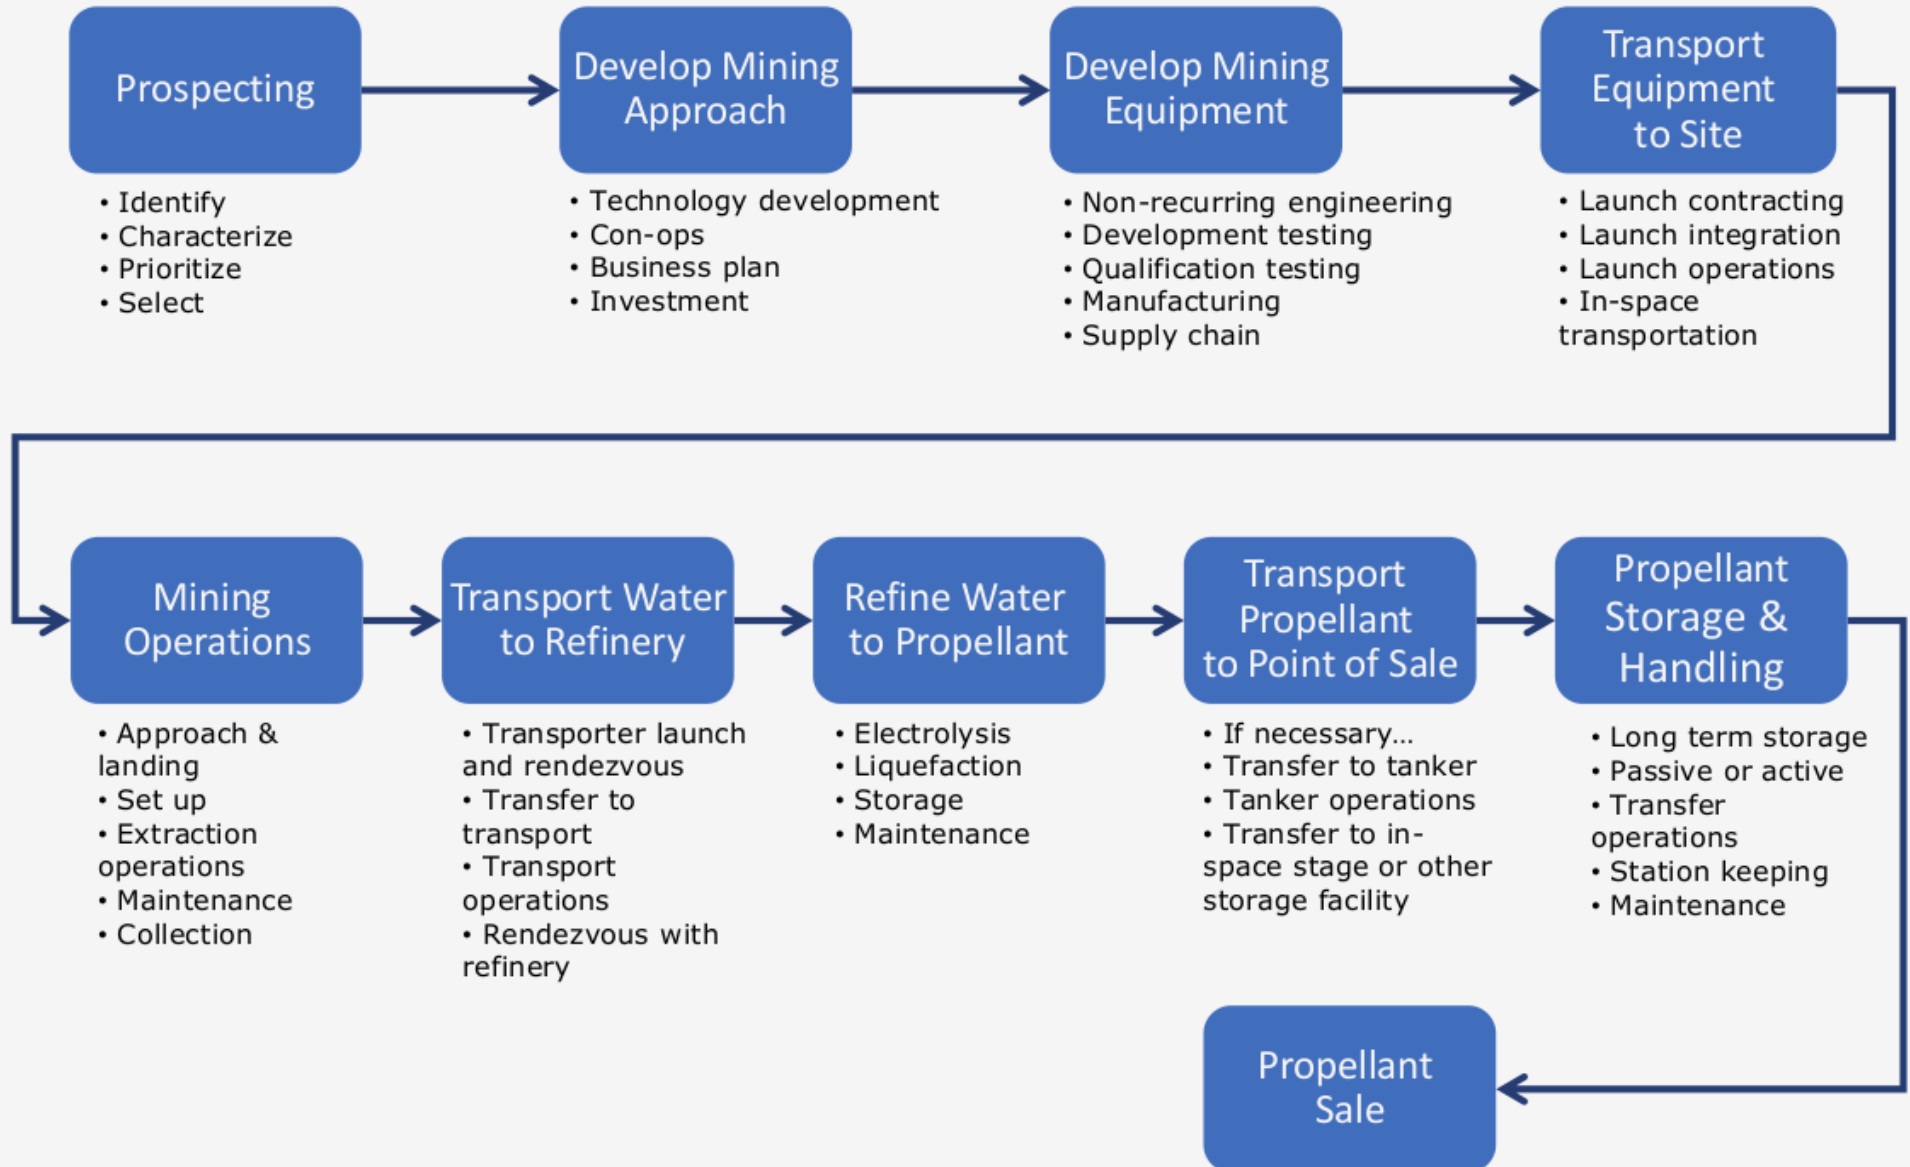 Prospecting
• Identify
• Characterize
• Prioritize
• Select
Develop Mining
Approach
• Technology development
• Con-ops
• Business plan
• Investment
Develop Mining
Equipment
• Non-recurring engineering
• Development testing
• Qualification testing
• Manufacturing
• Supply chain
Transport
Equipment
to Site
• Launch contracting
• Launch integration
• Launch operations
• In-space
transportation
Mining
Operations
• Approach &
landing
• Set up
• Extraction
operations
• Maintenance
• Collection
Transport Water
to Refinery
• Transporter launch
and rendezvous
• Transfer to
transport
• Transport
operations
• Rendezvous with
refinery
Refine Water
to Propellant
• Electrolysis
• Liquefaction
• Storage
• Maintenance
Transport
Propellant
to Point of Sale
• If necessary...
• Transfer to tanker
• Tanker operations
• Transfer to in-
space stage or other
storage facility
Propellant
Storage &
Handling
• Long term storage
• Passive or active
• Transfer
operations
• Station keeping
• Maintenance
Propellant
Sale